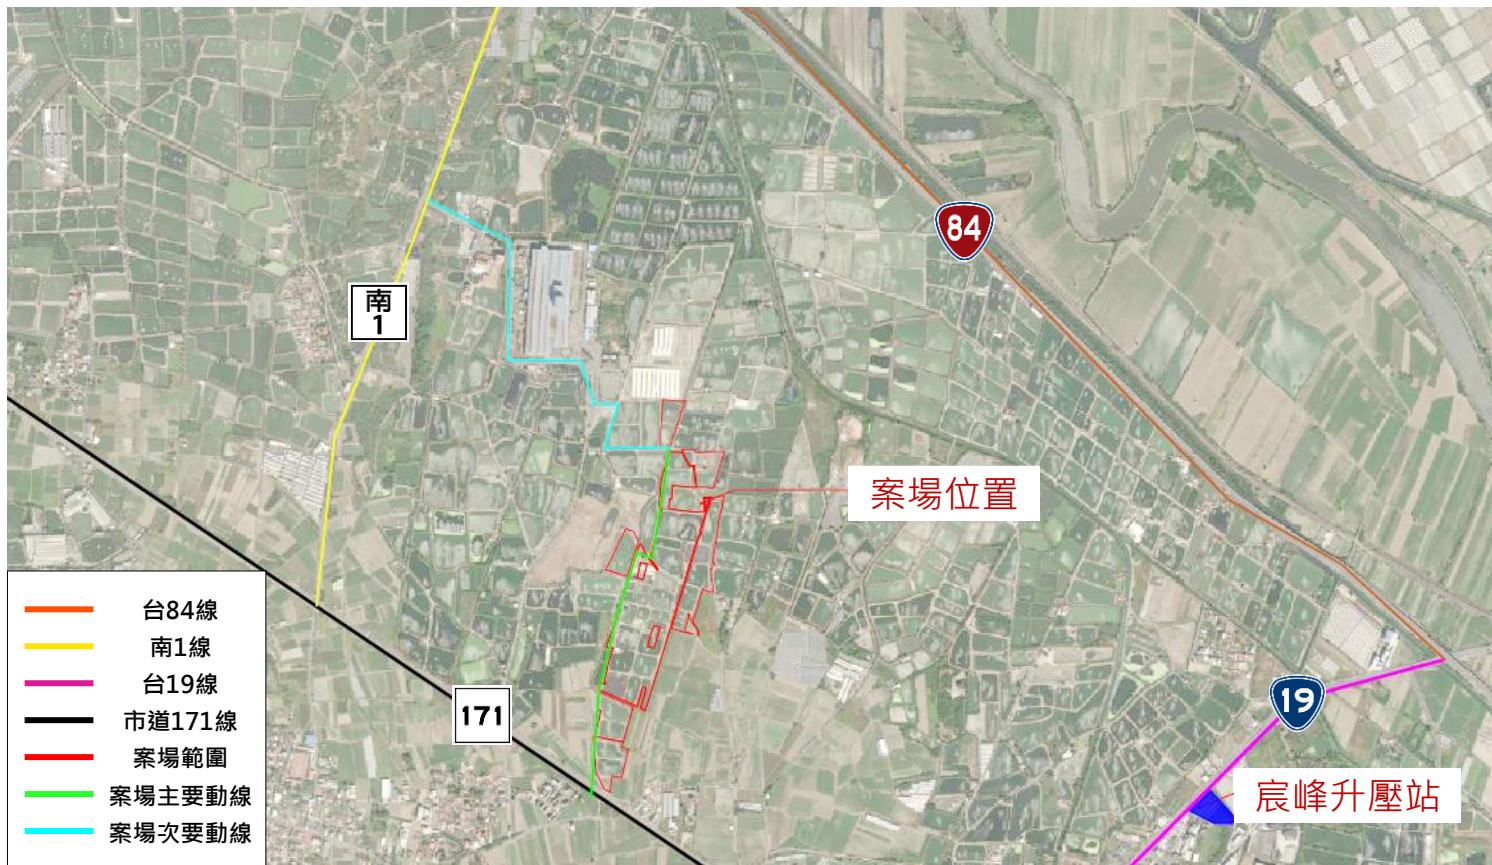 84
南
1
案場位置
台84線
南1線
台19線
市道171線
案場範圍
案場主要動線
案場次要動線
171
19
宸峰升壓站